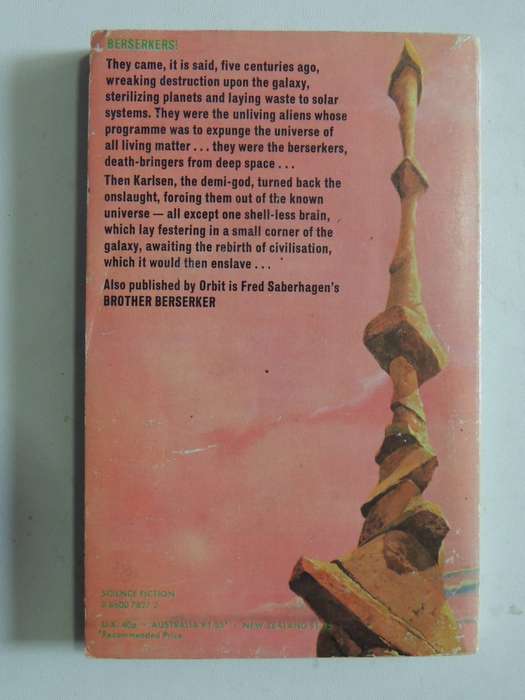 BERSERKERS!
They came, it is said, five centuries ago,
wreaking destruction upon the galaxy,
sterilizing planets and laying waste to solar
systems. They were the unliving aliens whose
programme was to expunge the universe of
all living matter . . . they were the berserkers,
death-bringers from deep space . . .
Then Karlsen, the demi-god, turned back the
onslaught, forcing them out of the known
universe — all except one shell-less brain,
which lay festering in a small corner of the
galaxy, awaiting the rebirth of civilisation,
which it would then enslave . . .
Also published by Orbit is Fred Saberhagen's
BROTHER BERSERKER
SCIENCE FICTION
U.K. 40p · AUSTRALIA · NEW ZEALAND
*Recommended Price